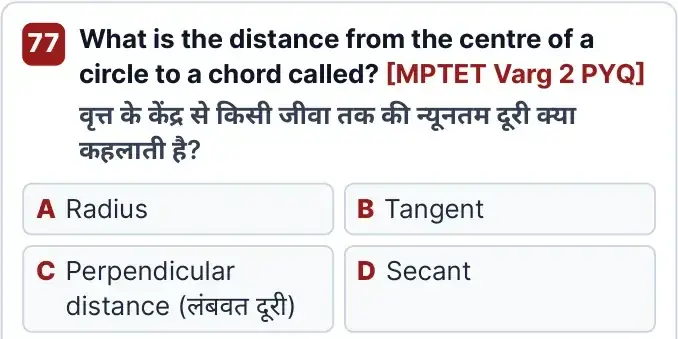 77 What is the distance from the centre of a
circle to a chord called? [MPTET Varg 2 PYQ]
वृत्त के केंद्र से किसी जीवा तक की न्यूनतम दूरी क्या
कहलाती है?
A Radius
B Tangent
C Perpendicular
distance (लंबवत दूरी)
D Secant